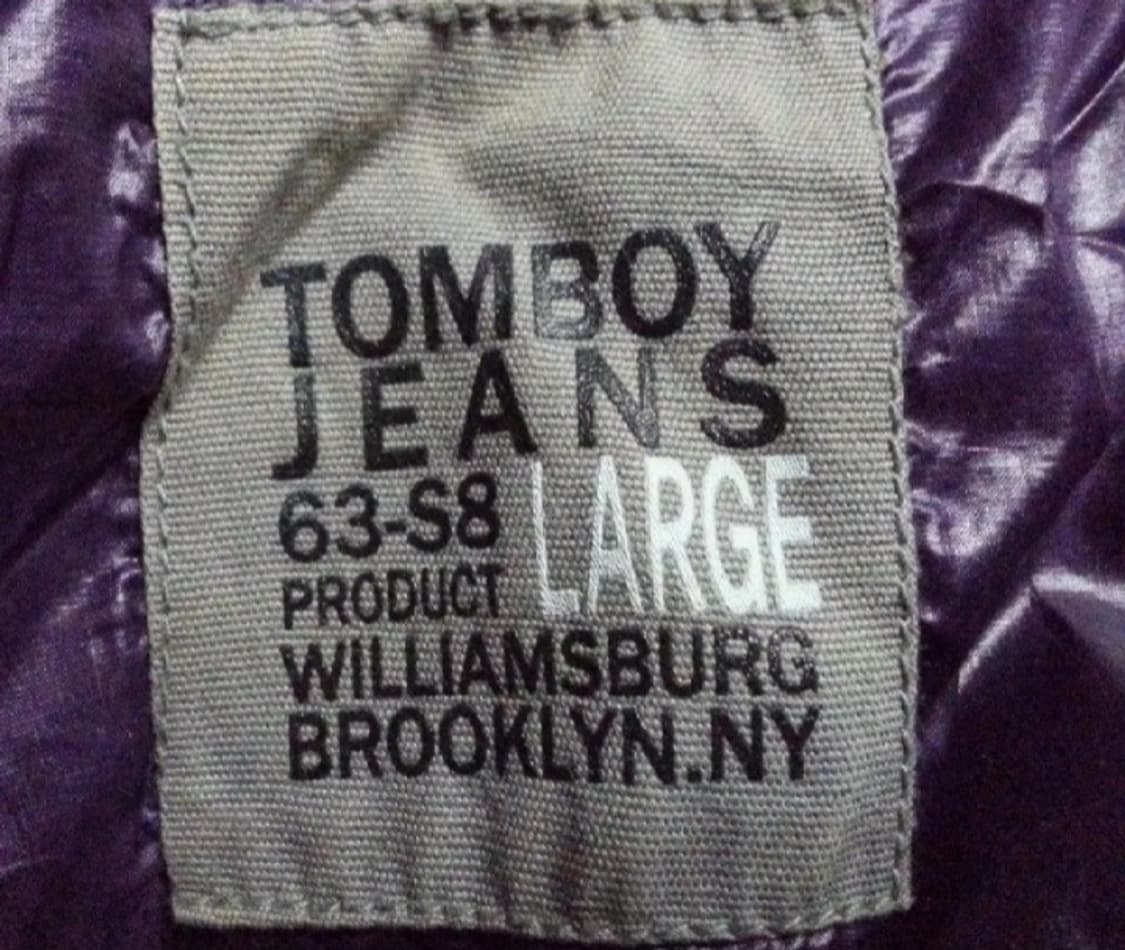 TOMBOY
JEANS
63-S8 LARGE
PRODUCT
WILLIAMSBURG
BROOKLYN.NY